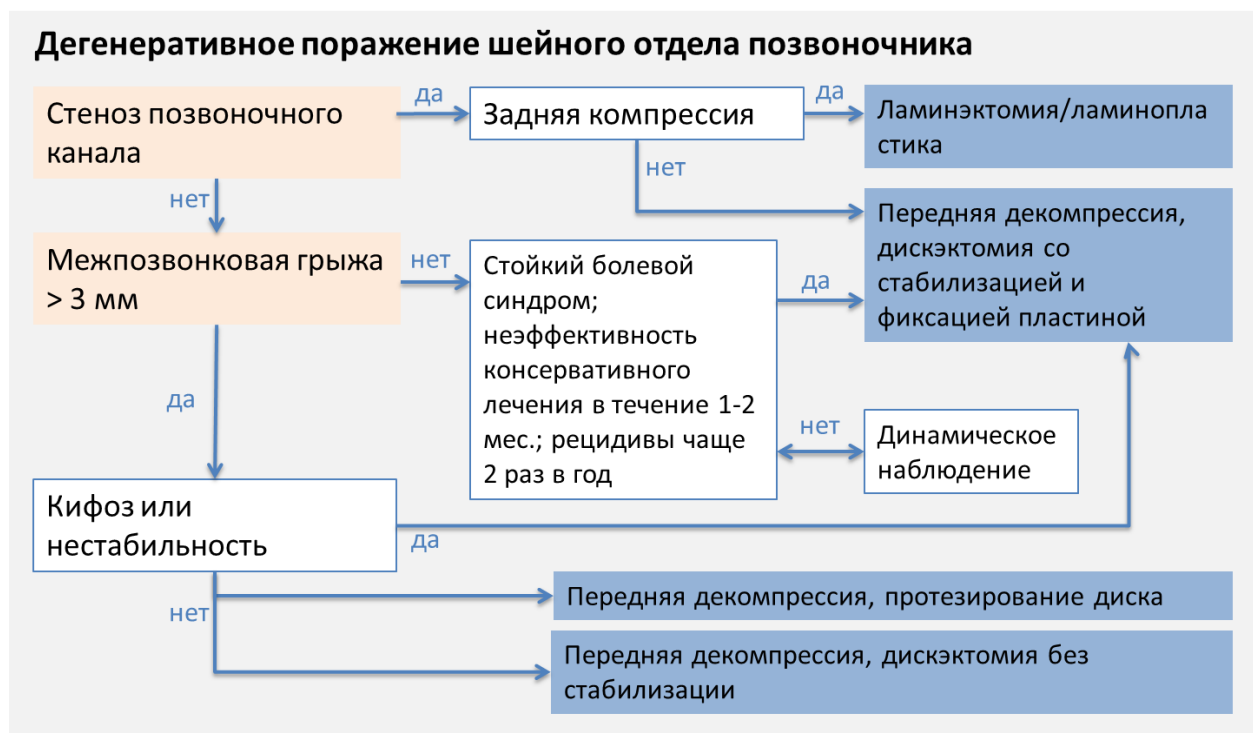 Дегенеративное поражение шейного отдела позвоночника
Стеноз позвоночного
канала
да
Задняя компрессия
да
Ламинэктомия/ламинопла
стика
нет
нет
Передняя декомпрессия,
дискэктомия со
стабилизацией и
фиксацией пластиной
Межпозвонковая грыжа
> 3 мм
нет
Стойкий болевой
синдром;
неэффективность
консервативного
лечения в течение 1-2
мес.; рецидивы чаще
2 раз в год
да
нет
Динамическое
наблюдение
да
Кифоз или
нестабильность
да
нет
Передняя декомпрессия, протезирование диска
Передняя декомпрессия, дискэктомия без
стабилизации